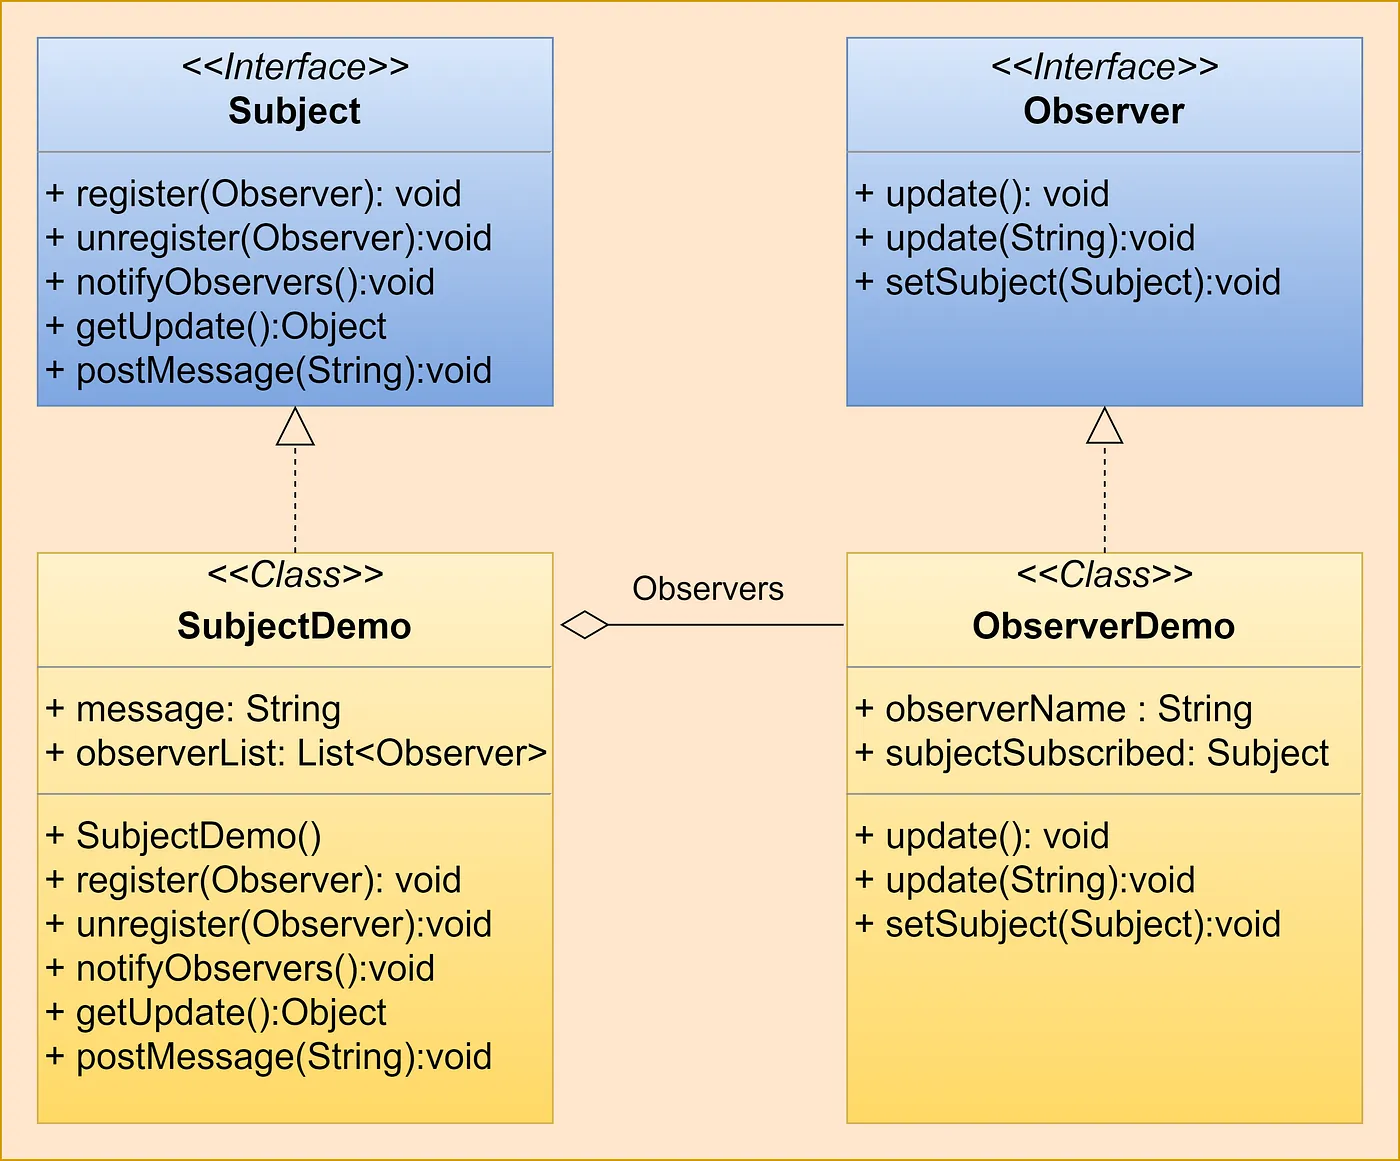 <<Interface>>
Subject
+ register(Observer): void
+ unregister(Observer):void
+ notifyObservers():void
+ getUpdate():Object
+ postMessage(String):void
<<Interface>>
Observer
+ update(): void
+ update(String):void
+ setSubject(Subject):void
<<Class>>
SubjectDemo
+ message: String
+ observerList: List<Observer>
+ SubjectDemo()
+ register(Observer): void
+ unregister(Observer):void
+ notifyObservers():void
+ getUpdate():Object
+ postMessage(String):void
Observers
<<Class>>
ObserverDemo
+ observerName : String
+ subjectSubscribed: Subject
+ update(): void
+ update(String):void
+ setSubject(Subject):void